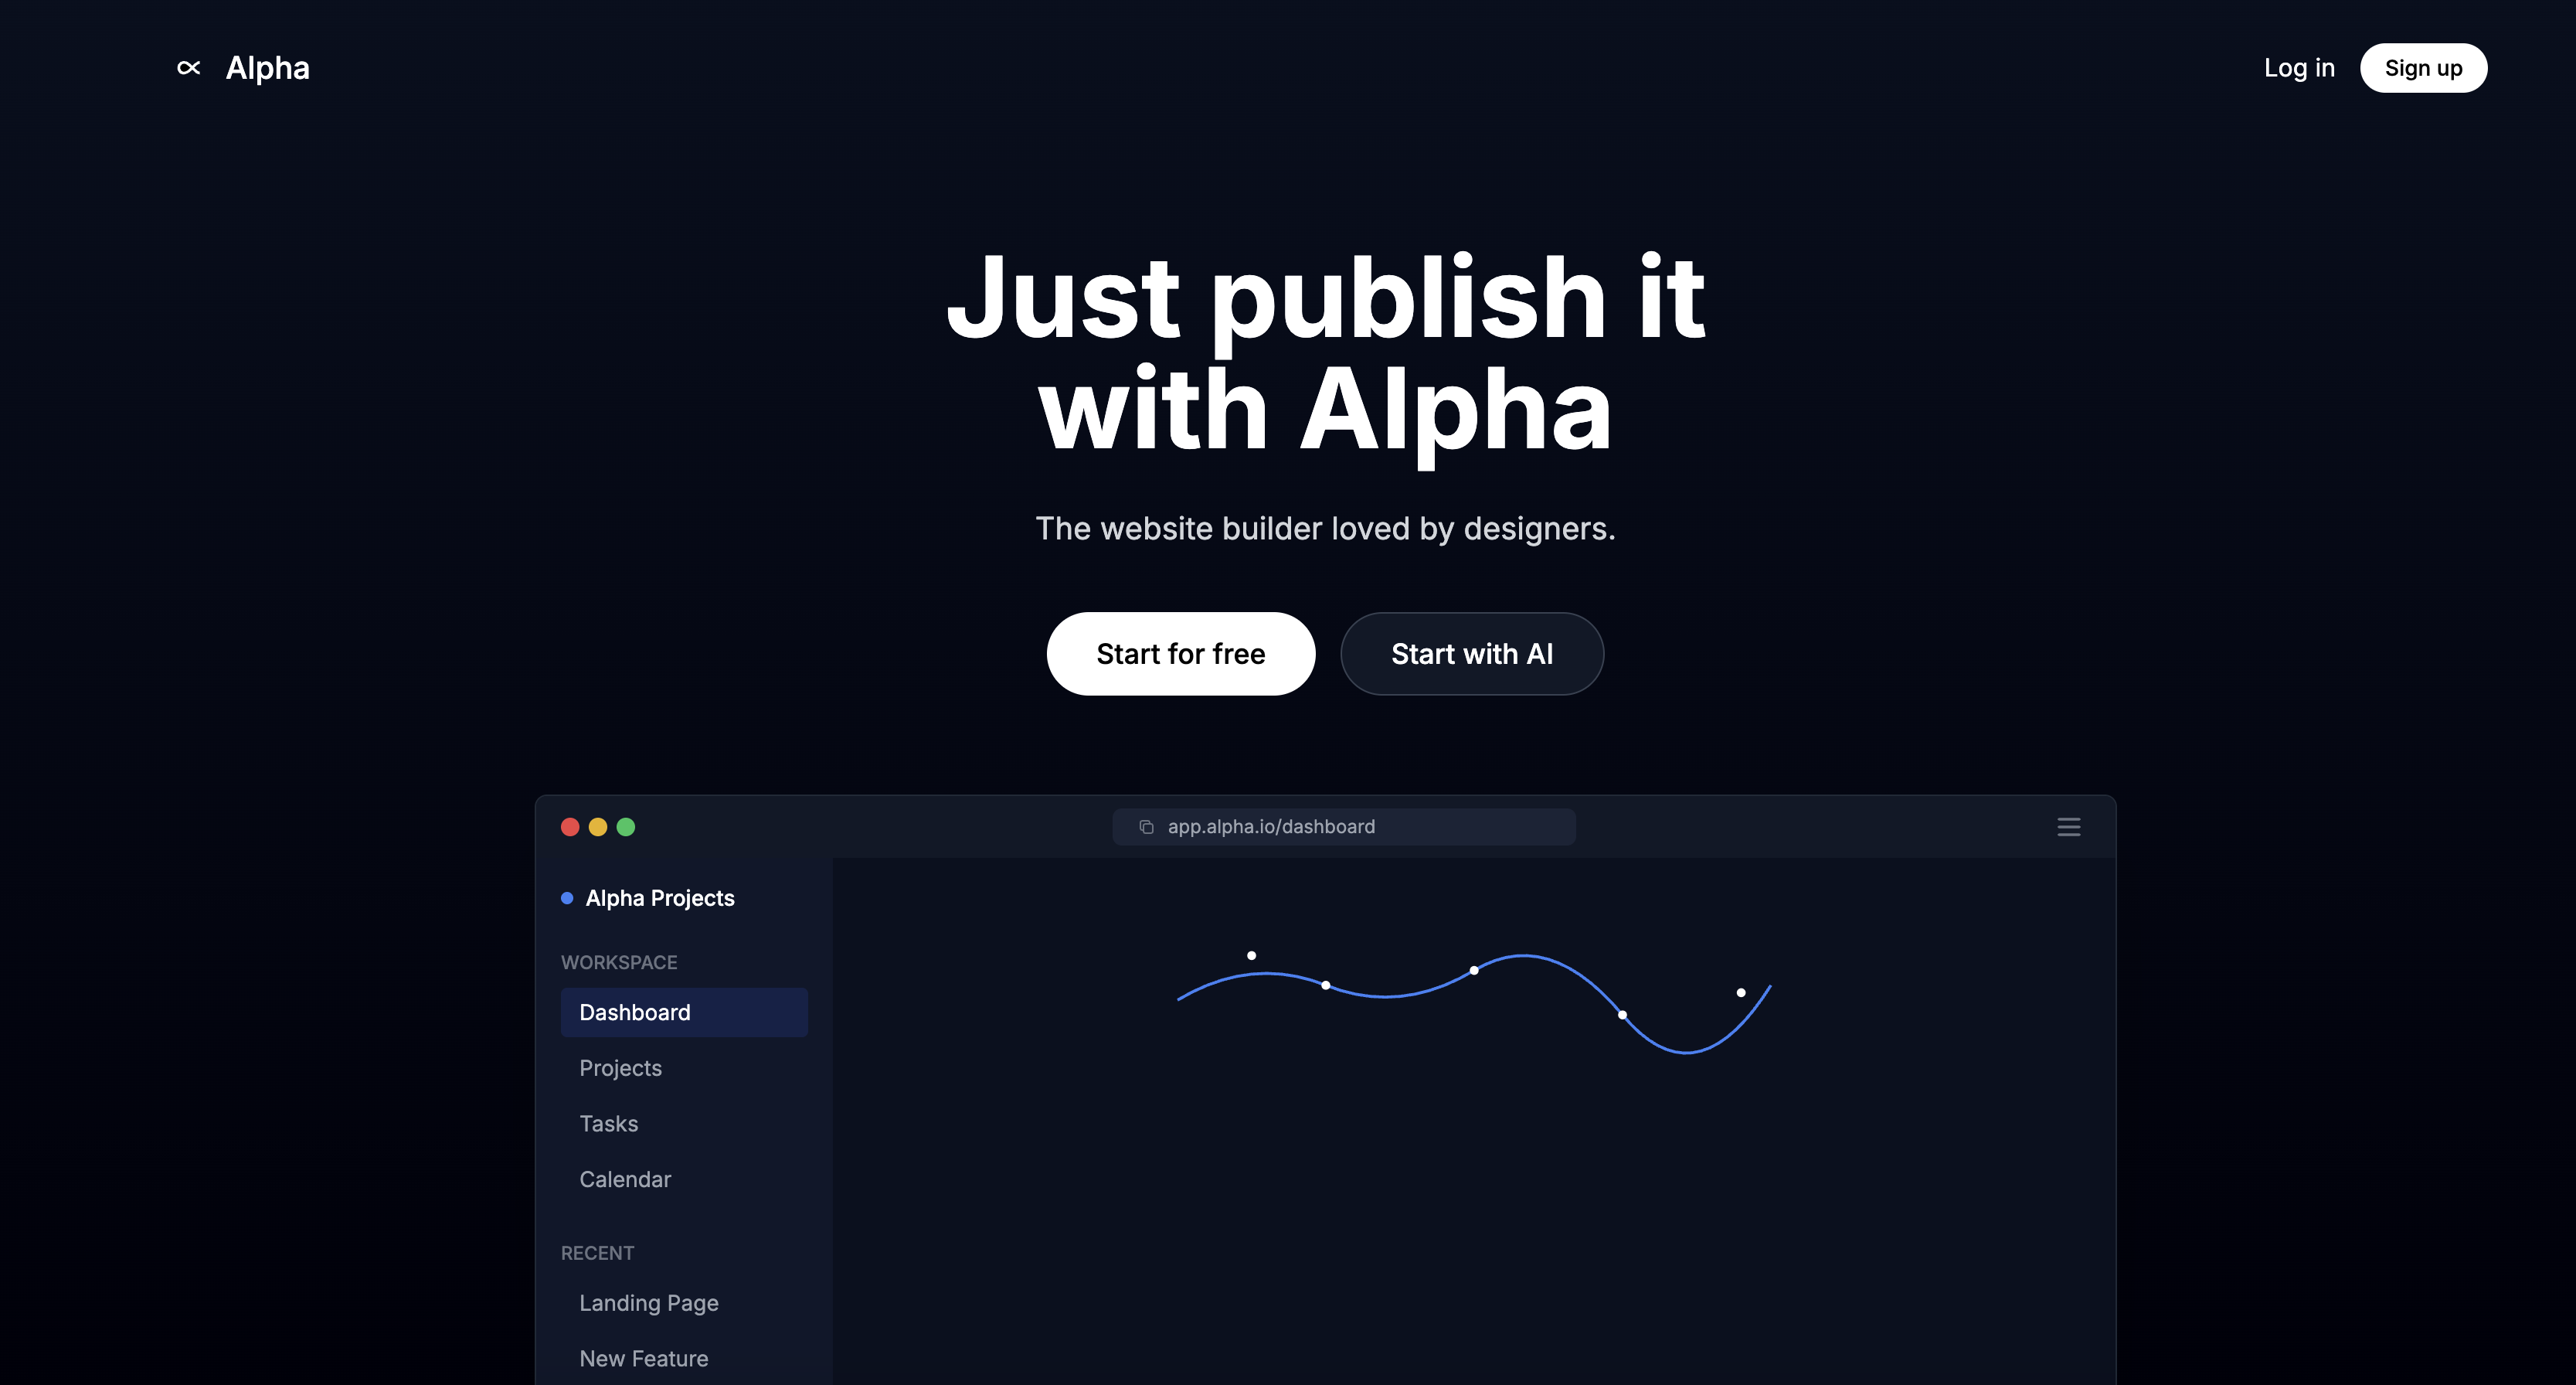 Alpha
Log in
Sign up
Just publish it
with Alpha
The website builder loved by designers.
Start for free
Start with AI
app.alpha.io/dashboard
Alpha Projects
WORKSPACE
Dashboard
Projects
Tasks
Calendar
RECENT
Landing Page
New Feature